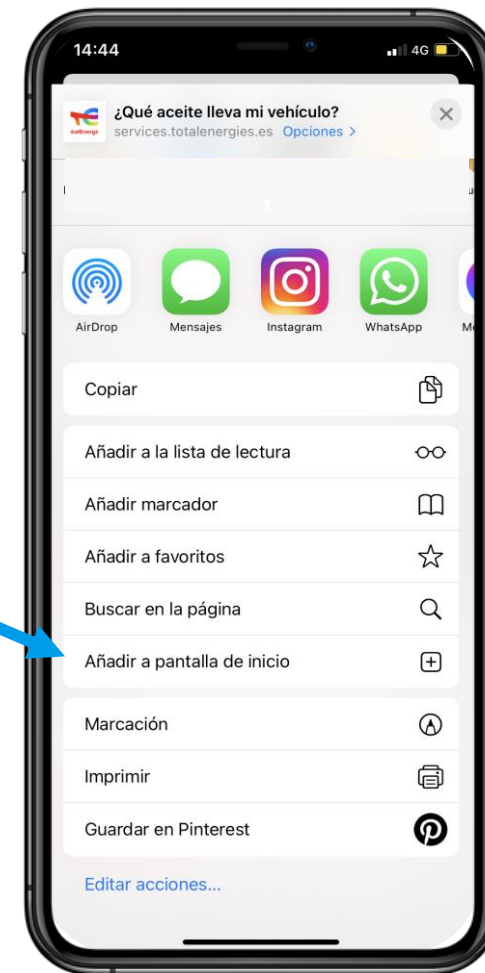 14:44
4G
¿Qué aceite lleva mi vehículo?
services.totalenergies.es Opciones >
AirDrop Mensajes Instagram WhatsApp
Copiar
Añadir a la lista de lectura
Añadir marcador
Añadir a favoritos
Buscar en la página
Añadir a pantalla de inicio
Marcación
Imprimir
Guardar en Pinterest
Editar acciones...